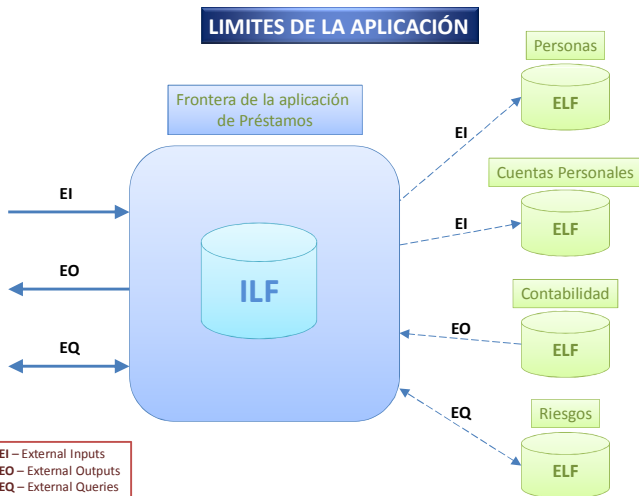 LIMITES DE LA APLICACIÓN
Personas
ELF
Frontera de la aplicación
de Préstamos
EI
Cuentas Personales
ELF
EI
EI
ILF
EO
Contabilidad
ELF
EO
EQ
EQ
Riesgos
ELF
EI – External Inputs
EO – External Outputs
EQ – External Queries